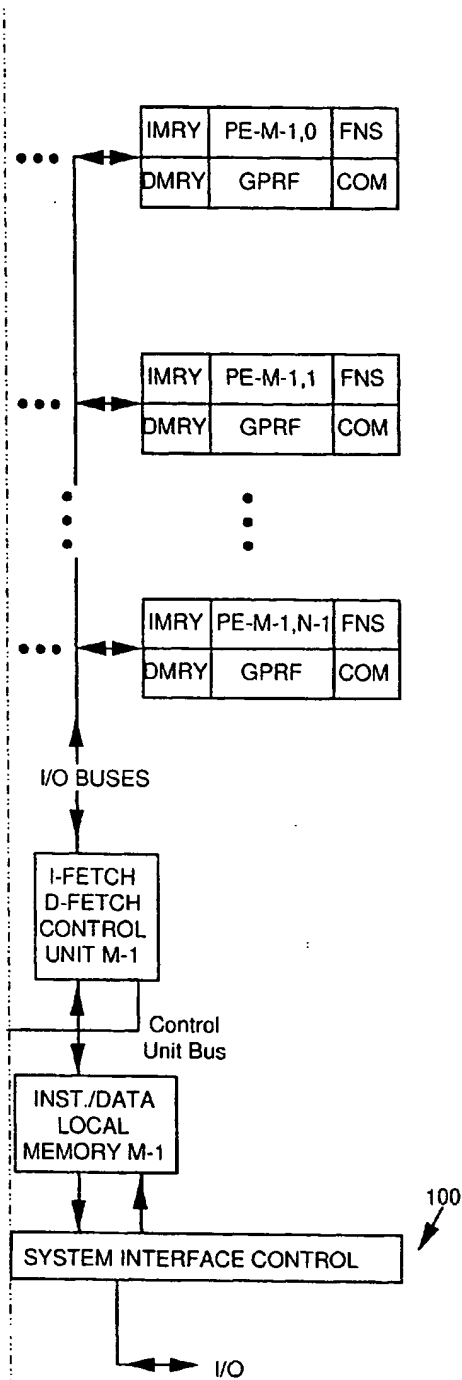 IMRY PE-M-1,0 FNS
DMRY GPRF COM
IMRY PE-M-1,1 FNS
DMRY GPRF COM
IMRY PE-M-1,N-1 FNS
DMRY GPRF COM
I/O BUSES
I-FETCH
D-FETCH
CONTROL
UNIT M-1
Control
Unit Bus
INST./DATA
LOCAL
MEMORY M-1
100
SYSTEM INTERFACE CONTROL
I/O